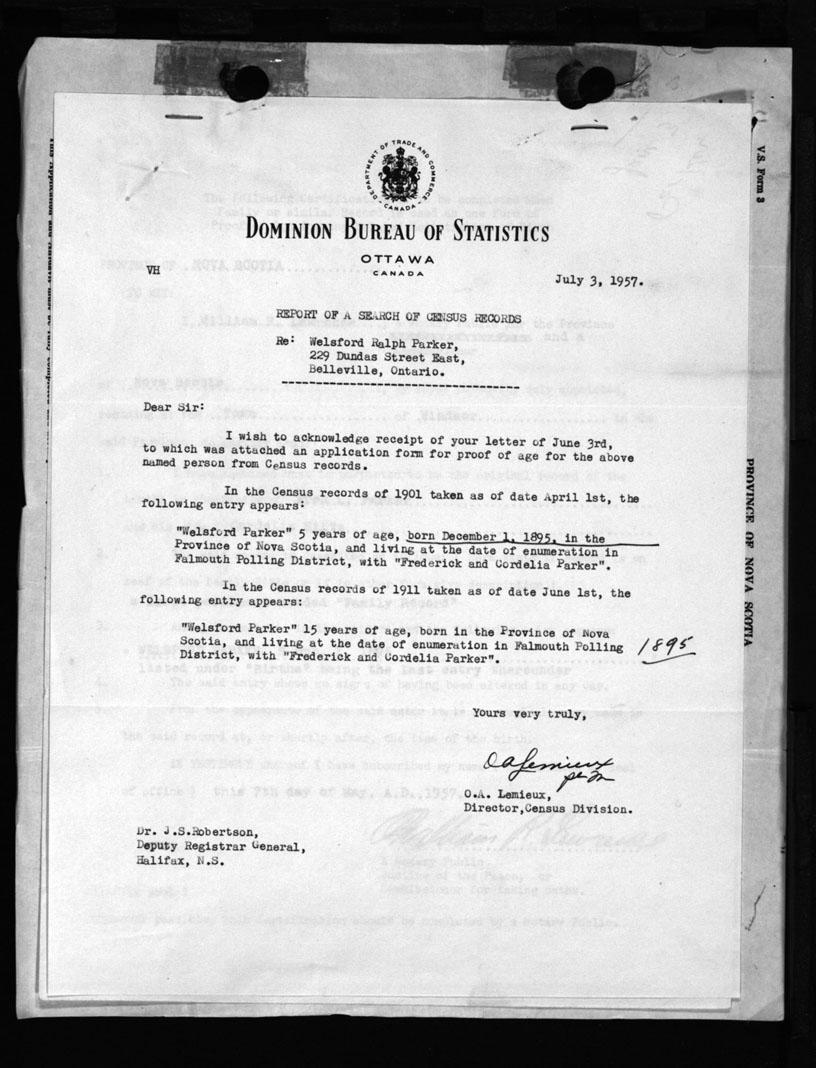 DEPARTMENT OF TRADE AND COMMERCE
CANADA
DOMINION BUREAU OF STATISTICS
OTTAWA
CANADA
VH
July 3, 1957.
REPORT OF A SEARCH OF CENSUS RECORDS
Re: Welsford Ralph Parker,
229 Dundas Street East,
Belleville, Ontario.
Dear Sir:
I wish to acknowledge receipt of your letter of June 3rd,
to which was attached an application form for proof of age for the above
named person from Census records.
In the Census records of 1901 taken as of date April 1st, the
following entry appears:
"Welsford Parker" 5 years of age, born December 1, 1895, in the
Province of Nova Scotia, and living at the date of enumeration in
Falmouth Polling District, with "Frederick and Cordelia Parker".
In the Census records of 1911 taken as of date June 1st, the
following entry appears:
"Welsford Parker" 15 years of age, born in the Province of Nova
Scotia, and living at the date of enumeration in Falmouth Polling
District, with "Frederick and Cordelia Parker".
1895
Yours very truly,
OALemieux
O.A. Lemieux,
Director,Census Division.
Dr. J.S.Robertson,
Deputy Registrar General,
Halifax, N.S.
V.S. Form 3
PROVINCE OF NOVA SCOTIA